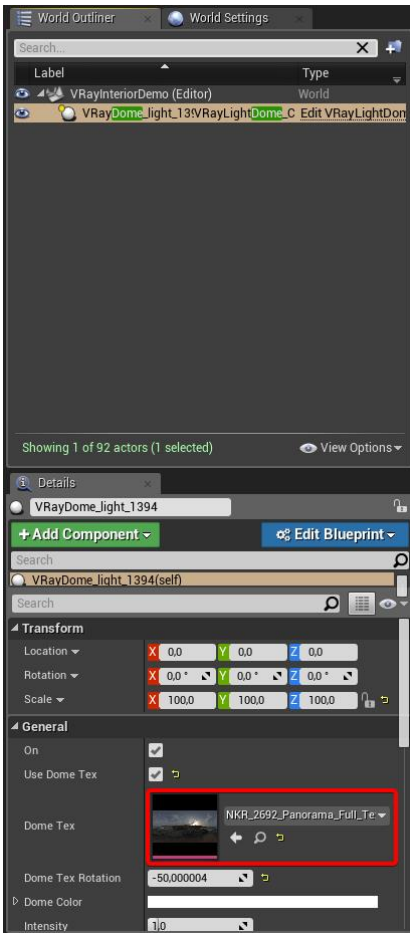 World Outliner
World Settings
Search...
Label
Type
VRayInteriorDemo (Editor)
World
VRayDome_light_139VRayLightDome_C
Edit VRayLightDon
Showing 1 of 92 actors (1 selected)
View Options
Details
VRayDome_light_1394
+ Add Component
Edit Blueprint
Search
VRayDome_light_1394(self)
Search
Transform
Location
X 0,0 Y 0,0 Z 0,0
Rotation
X 0,0 ° Y 0,0 ° Z 0,0 °
Scale
X 100,0 Y 100,0 Z 100,0
General
On
Use Dome Tex
Dome Tex
NKR_2692_Panorama_Full_Te
Dome Tex Rotation
-50,000004
Dome Color
Intensity
1,0